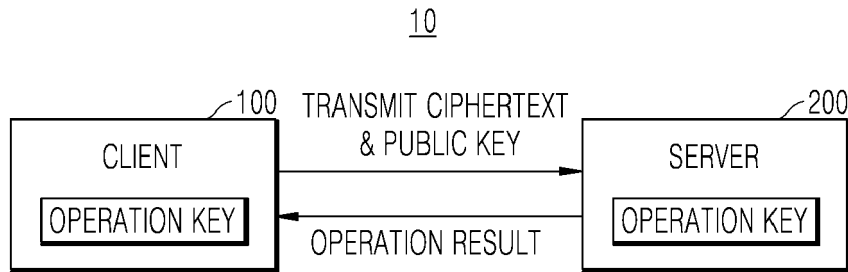 10
100
TRANSMIT CIPHERTEXT
& PUBLIC KEY
200
CLIENT
SERVER
OPERATION KEY
OPERATION KEY
OPERATION RESULT